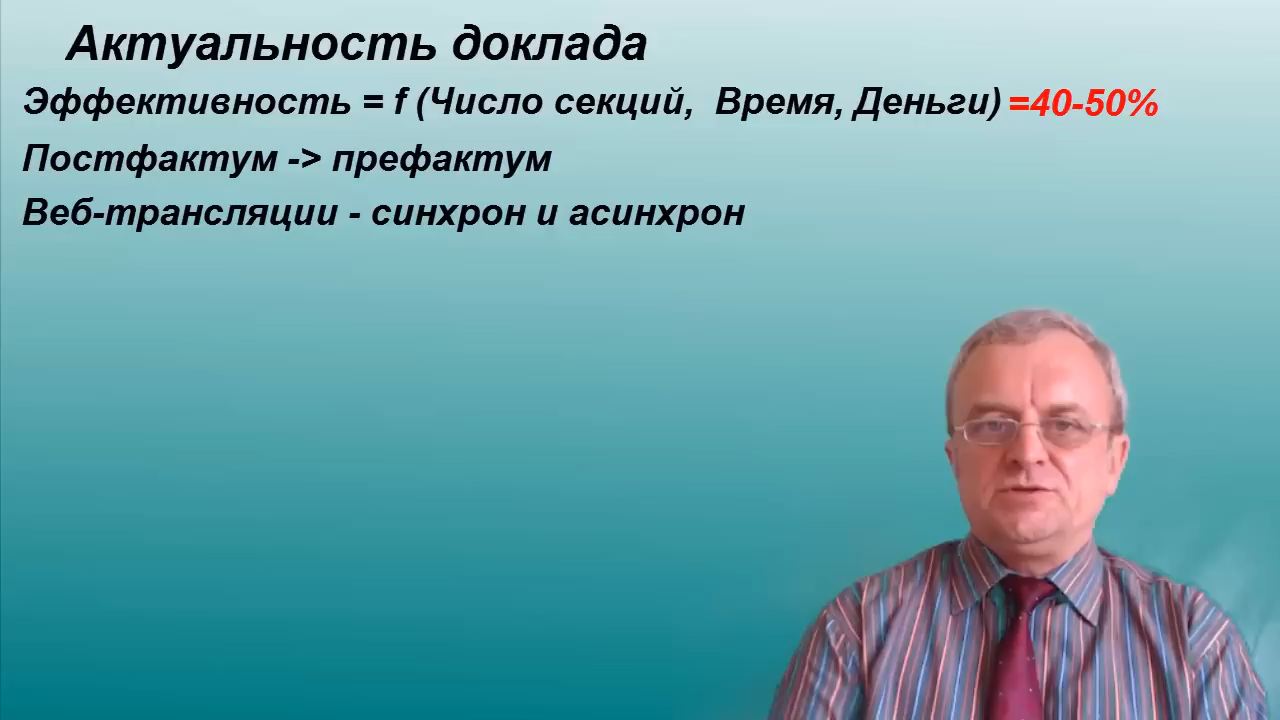 Актуальность доклада
Эффективность = f (Число секций, Время, Деньги) =40-50%
Постфактум -> префактум
Веб-трансляции - синхрон и асинхрон